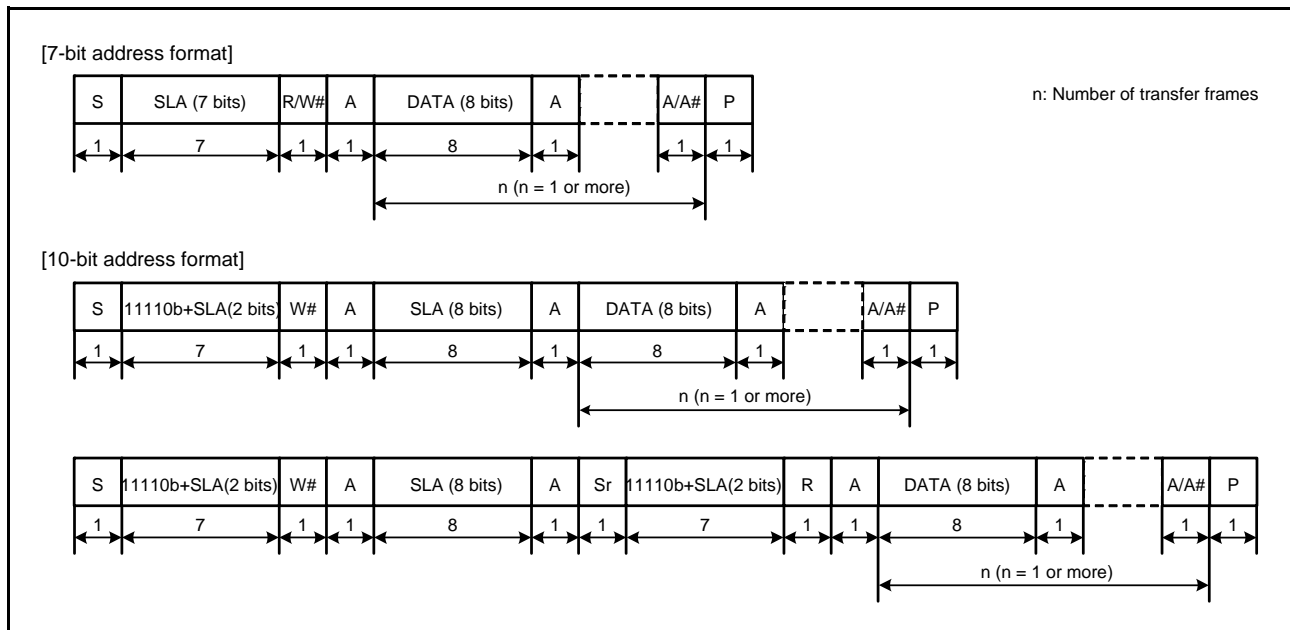 [7-bit address format]
S SLA (7 bits) R/W# A DATA (8 bits) A A/A# P
n: Number of transfer frames
1 7 1 1 8 1 1 1
n (n = 1 or more)
[10-bit address format]
S 11110b+SLA(2 bits) W# A SLA (8 bits) A DATA (8 bits) A A/A# P
1 7 1 1 8 1 8 1 1 1
n (n = 1 or more)
S 11110b+SLA(2 bits) W# A SLA (8 bits) A Sr 11110b+SLA(2 bits) R A DATA (8 bits) A A/A# P
1 7 1 1 8 1 1 7 1 1 8 1 1 1
n (n = 1 or more)